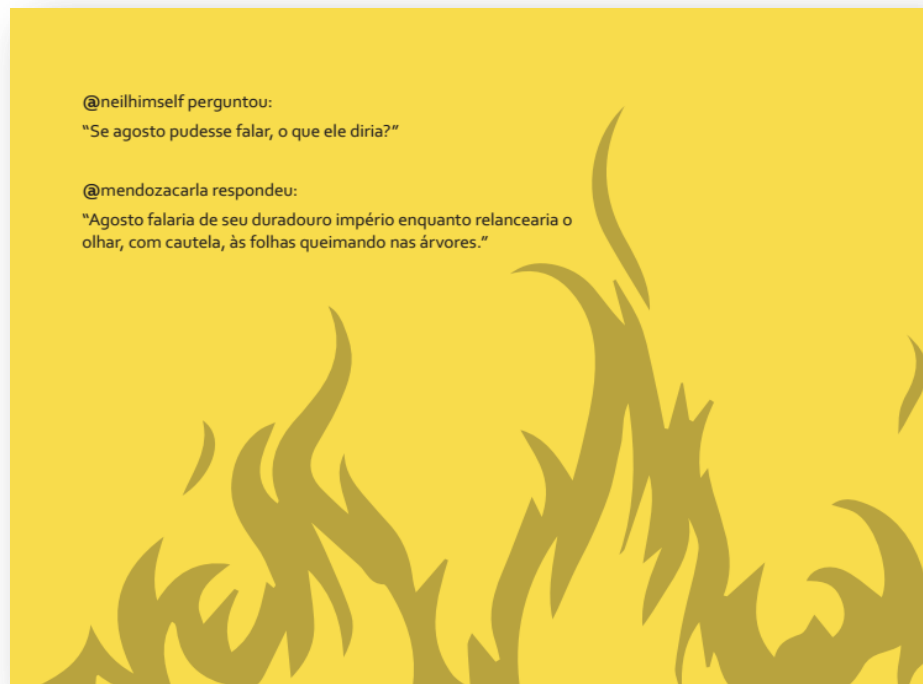 @neilhimself perguntou:
“Se agosto pudesse falar, o que ele diria?”
@mendozacarla respondeu:
“Agosto falaria de seu duradouro império enquanto relancearia o
olhar, com cautela, às folhas queimando nas árvores.”